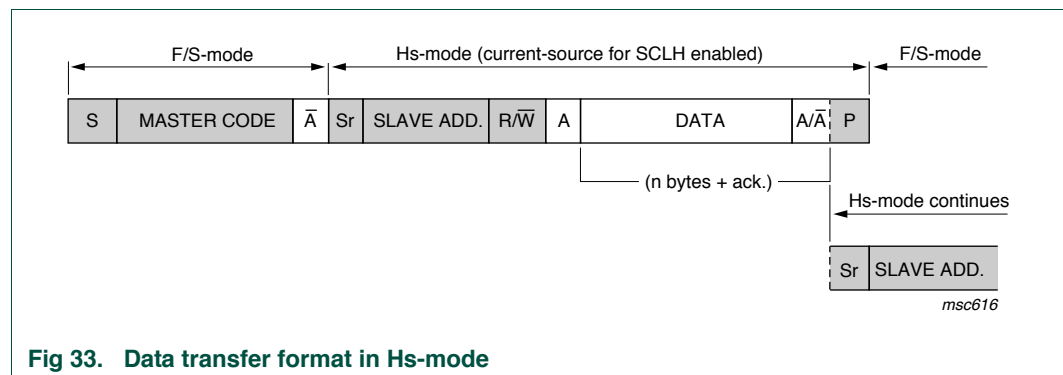 F/S-mode Hs-mode (current-source for SCLH enabled) F/S-mode
S MASTER CODE A̅ Sr SLAVE ADD. R/W̅ A DATA A/A̅ P
(n bytes + ack.)
Hs-mode continues
Sr SLAVE ADD.
msc616
Fig 33. Data transfer format in Hs-mode